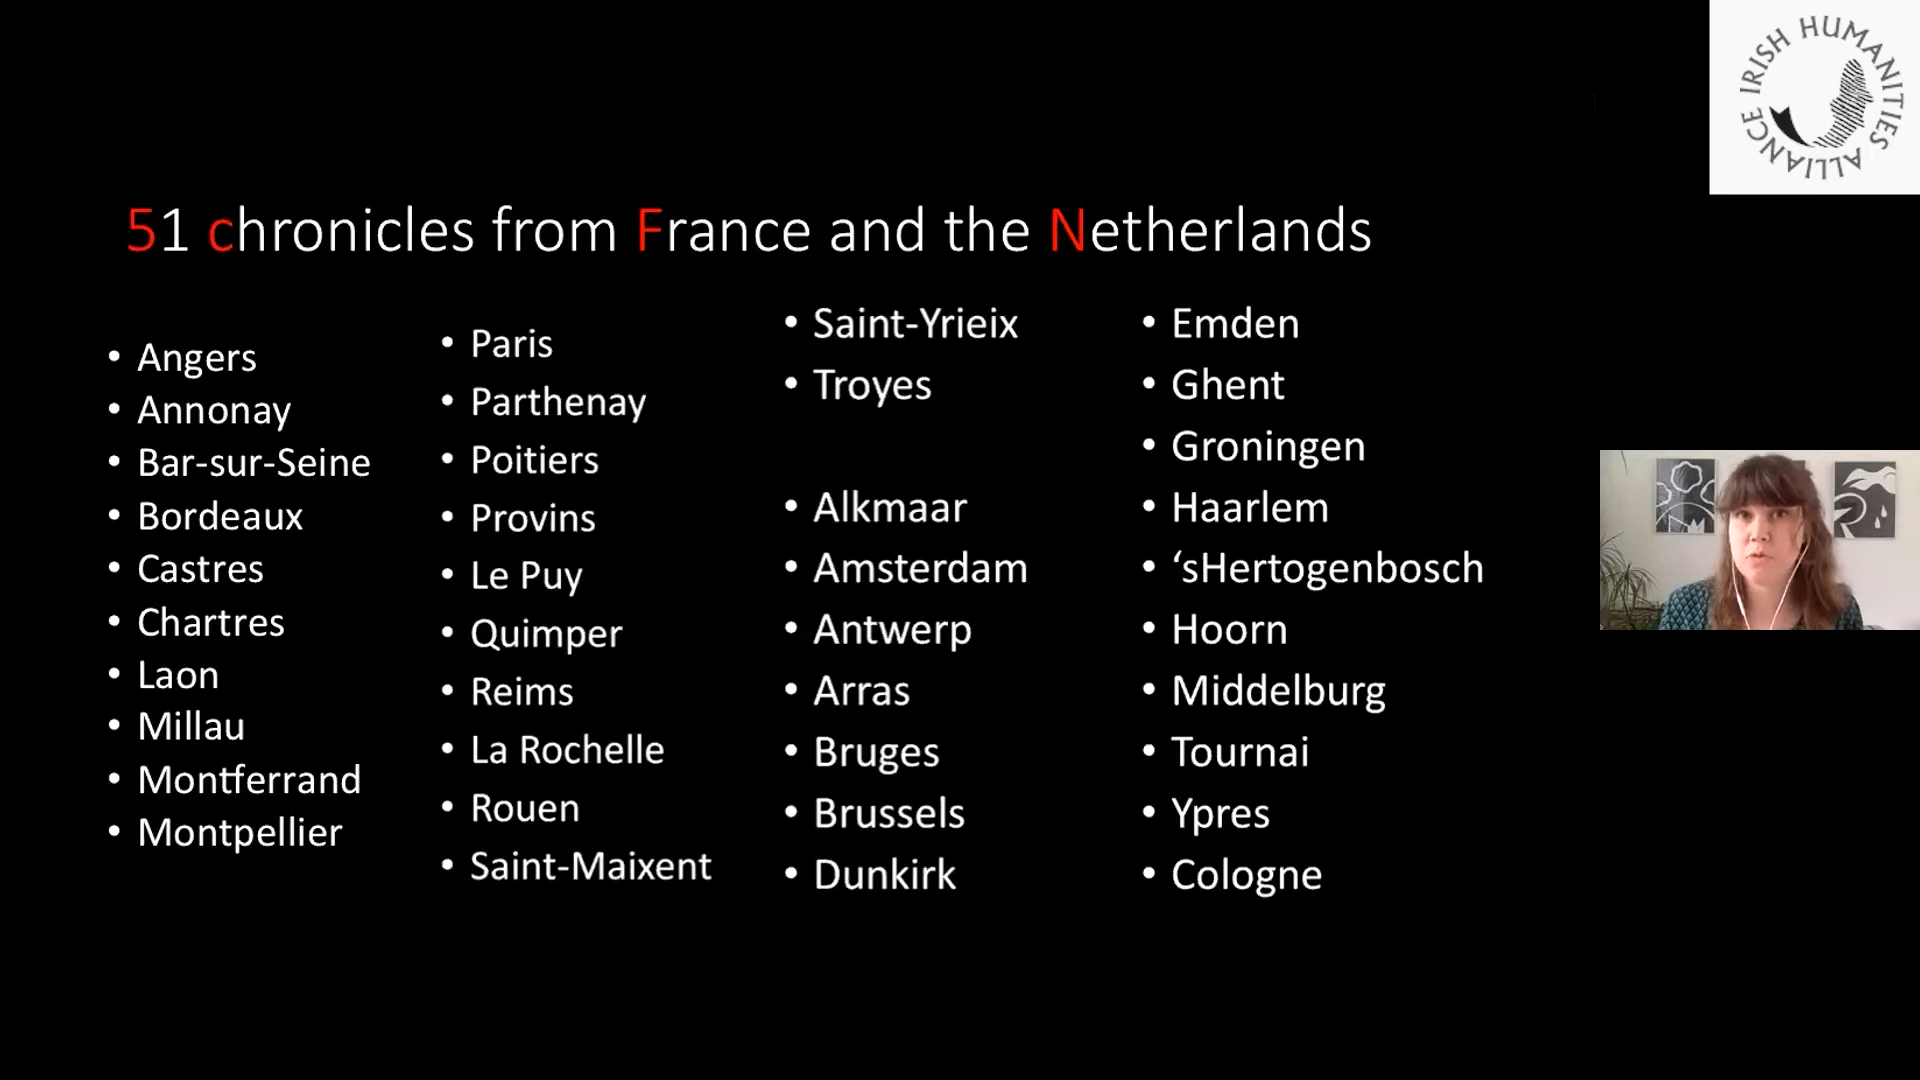 51 chronicles from France and the Netherlands
• Angers
• Annonay
• Bar-sur-Seine
• Bordeaux
• Castres
• Chartres
• Laon
• Millau
• Montferrand
• Montpellier
• Paris
• Parthenay
• Poitiers
• Provins
• Le Puy
• Quimper
• Reims
• La Rochelle
• Rouen
• Saint-Maixent
• Saint-Yrieix
• Troyes
• Alkmaar
• Amsterdam
• Antwerp
• Arras
• Bruges
• Brussels
• Dunkirk
• Emden
• Ghent
• Groningen
• Haarlem
• ‘sHertogenbosch
• Hoorn
• Middelburg
• Tournai
• Ypres
• Cologne
IRISH HUMANITIES ALLIANCE